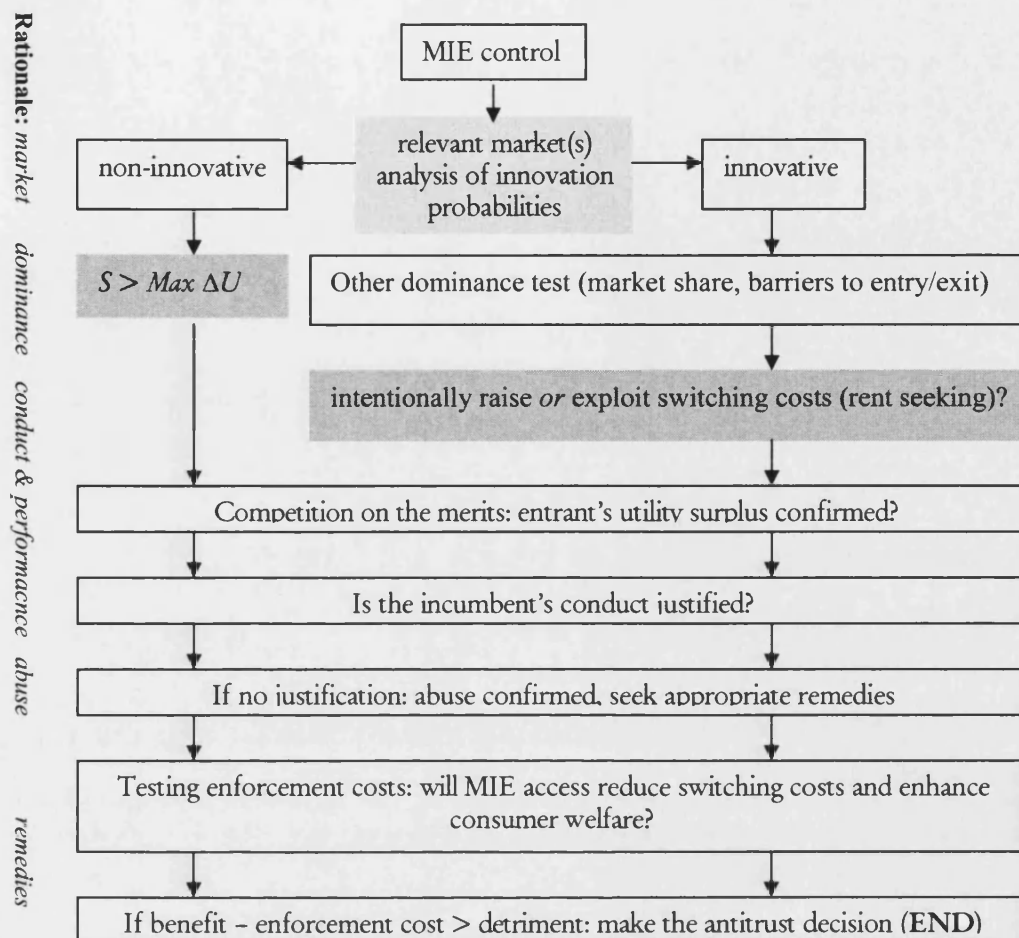 MIE control
relevant market(s)
analysis of innovation
probabilities
non-innovative
innovative
S > Max ΔU
Other dominance test (market share, barriers to entry/exit)
intentionally raise or exploit switching costs (rent seeking)?
Competition on the merits: entrant's utility surplus confirmed?
Is the incumbent's conduct justified?
If no justification: abuse confirmed, seek appropriate remedies
Testing enforcement costs: will MIE access reduce switching costs and enhance
consumer welfare?
If benefit – enforcement cost > detriment: make the antitrust decision (END)
Rationale: market dominance conduct & performacne abuse remedies